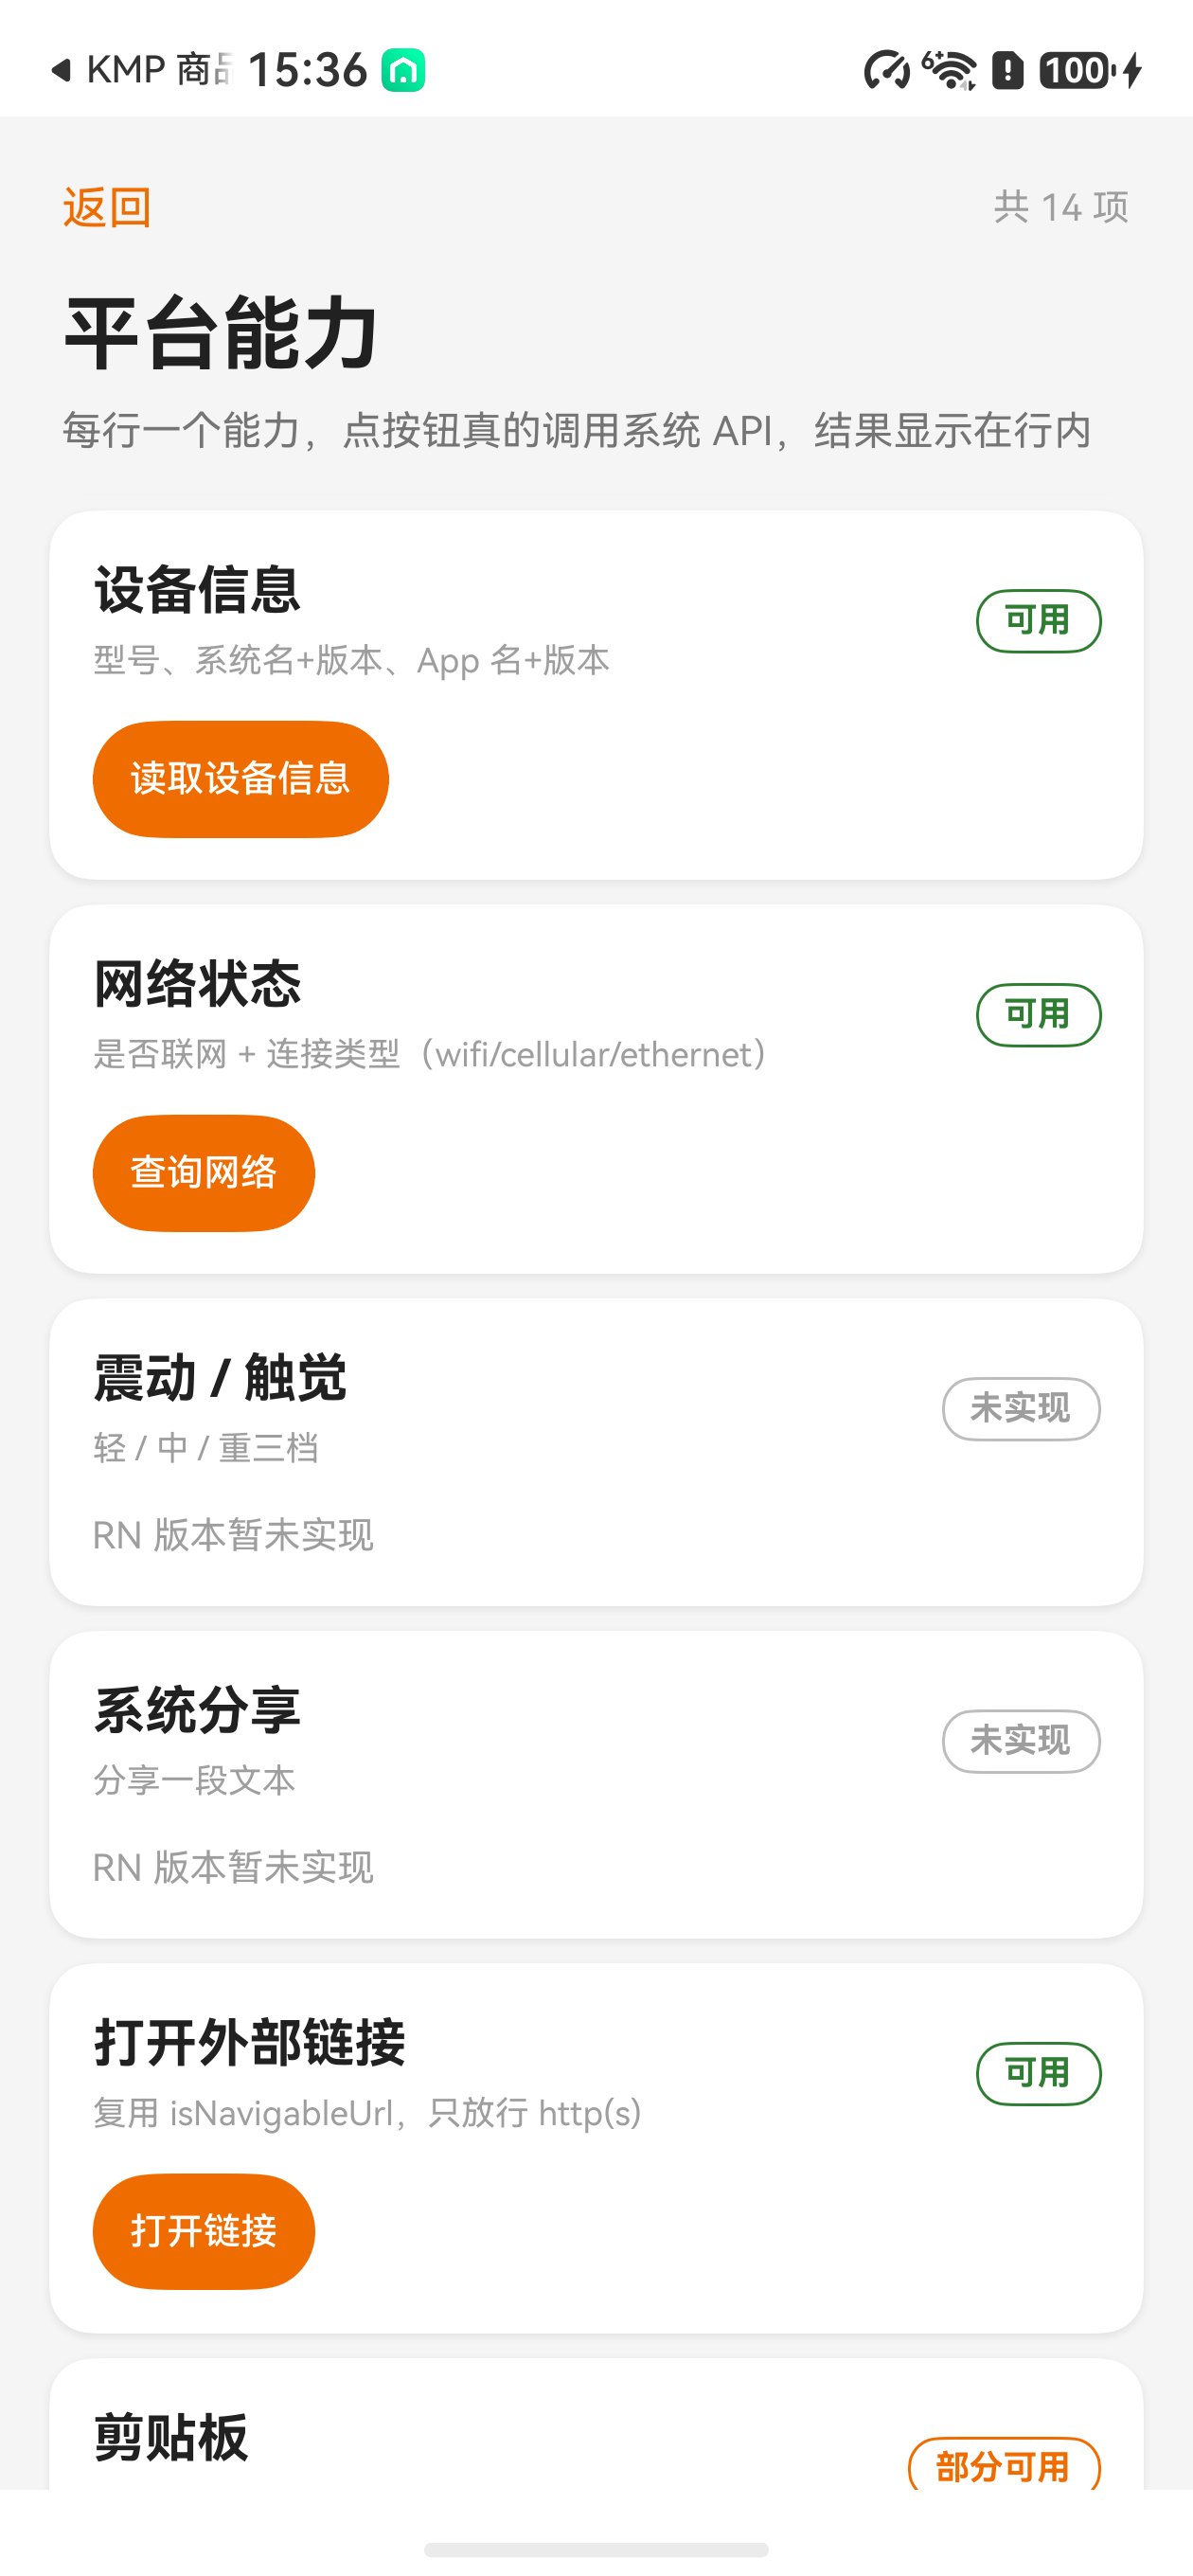 KMP 商 15:36 100
返回
共 14 项
平台能力
每行一个能力，点按钮真的调用系统 API，结果显示在行内
设备信息
可用
型号、系统名+版本、App 名+版本
读取设备信息
网络状态
可用
是否联网 + 连接类型（wifi/cellular/ethernet）
查询网络
震动 / 触觉
未实现
轻 / 中 / 重三档
RN 版本暂未实现
系统分享
未实现
分享一段文本
RN 版本暂未实现
打开外部链接
可用
复用 isNavigableUrl，只放行 http(s)
打开链接
剪贴板
部分可用